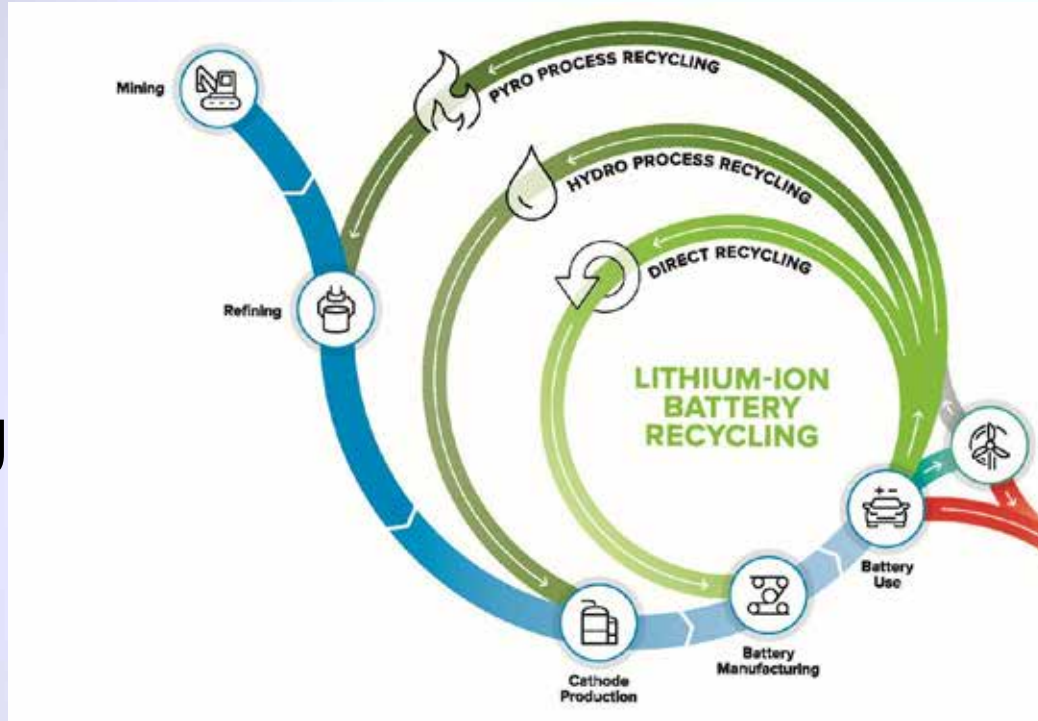 Mining
PYRO PROCESS RECYCLING
HYDRO PROCESS RECYCLING
DIRECT RECYCLING
Refining
LITHIUM-ION
BATTERY
RECYCLING
+ -
Battery
Use
Battery
Manufacturing
Cathode
Production